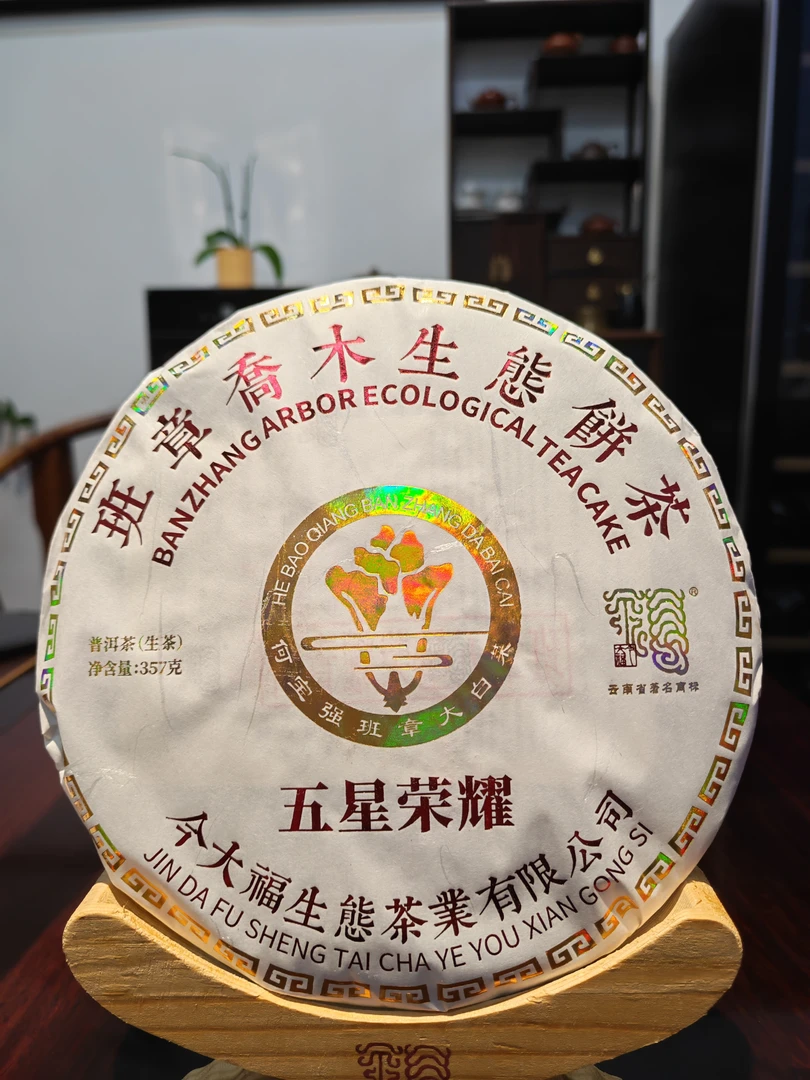 班章喬木生態餅茶
BANZHANG ARBOR ECOLOGICAL TEA CAKE
HE BAO QIANG BAN ZHANG DA BAI CAI
何宝强班章大白菜
普洱茶(生茶)
净含量:357克
®
云南省著名商标
五星荣耀
今大福生態茶業有限公司
JIN DA FU SHENG TAI CHA YE YOU XIAN GONG SI